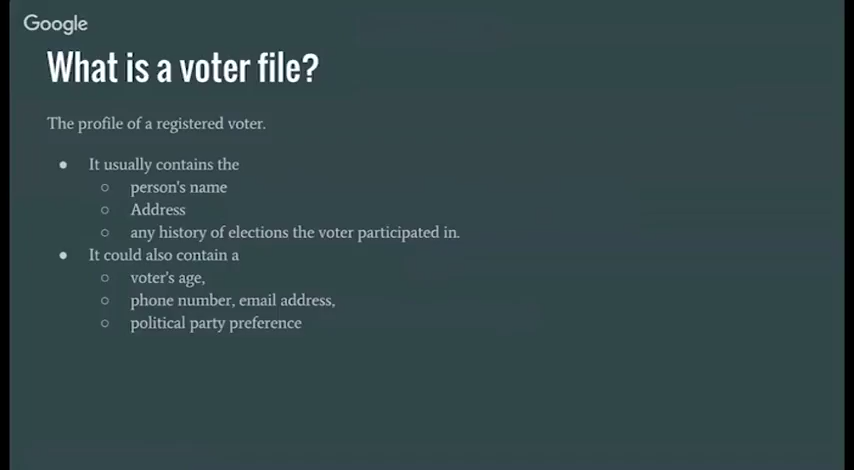 Google
What is a voter file?
The profile of a registered voter.
● It usually contains the
○ person's name
○ Address
○ any history of elections the voter participated in.
● It could also contain a
○ voter's age,
○ phone number, email address,
○ political party preference